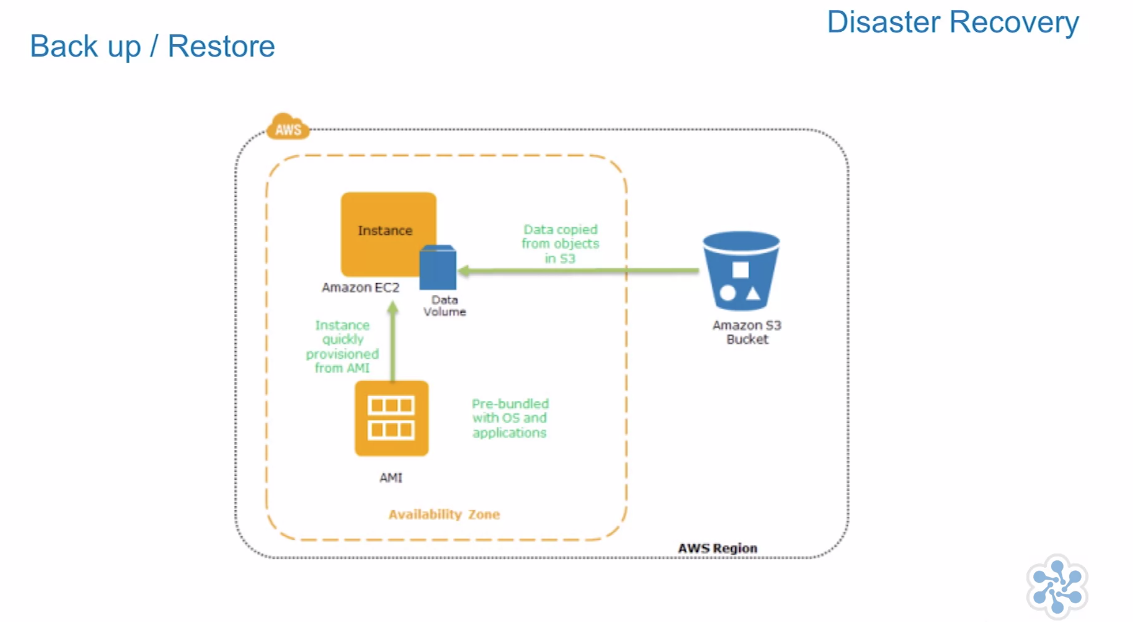 Disaster Recovery
Back up / Restore
AWS
Instance
Amazon EC2
Data
Volume
Data copied
from objects
in S3
Amazon S3
Bucket
Instance
quickly
provisioned
from AMI
Pre-bundled
with OS and
applications
AMI
Availability Zone
AWS Region